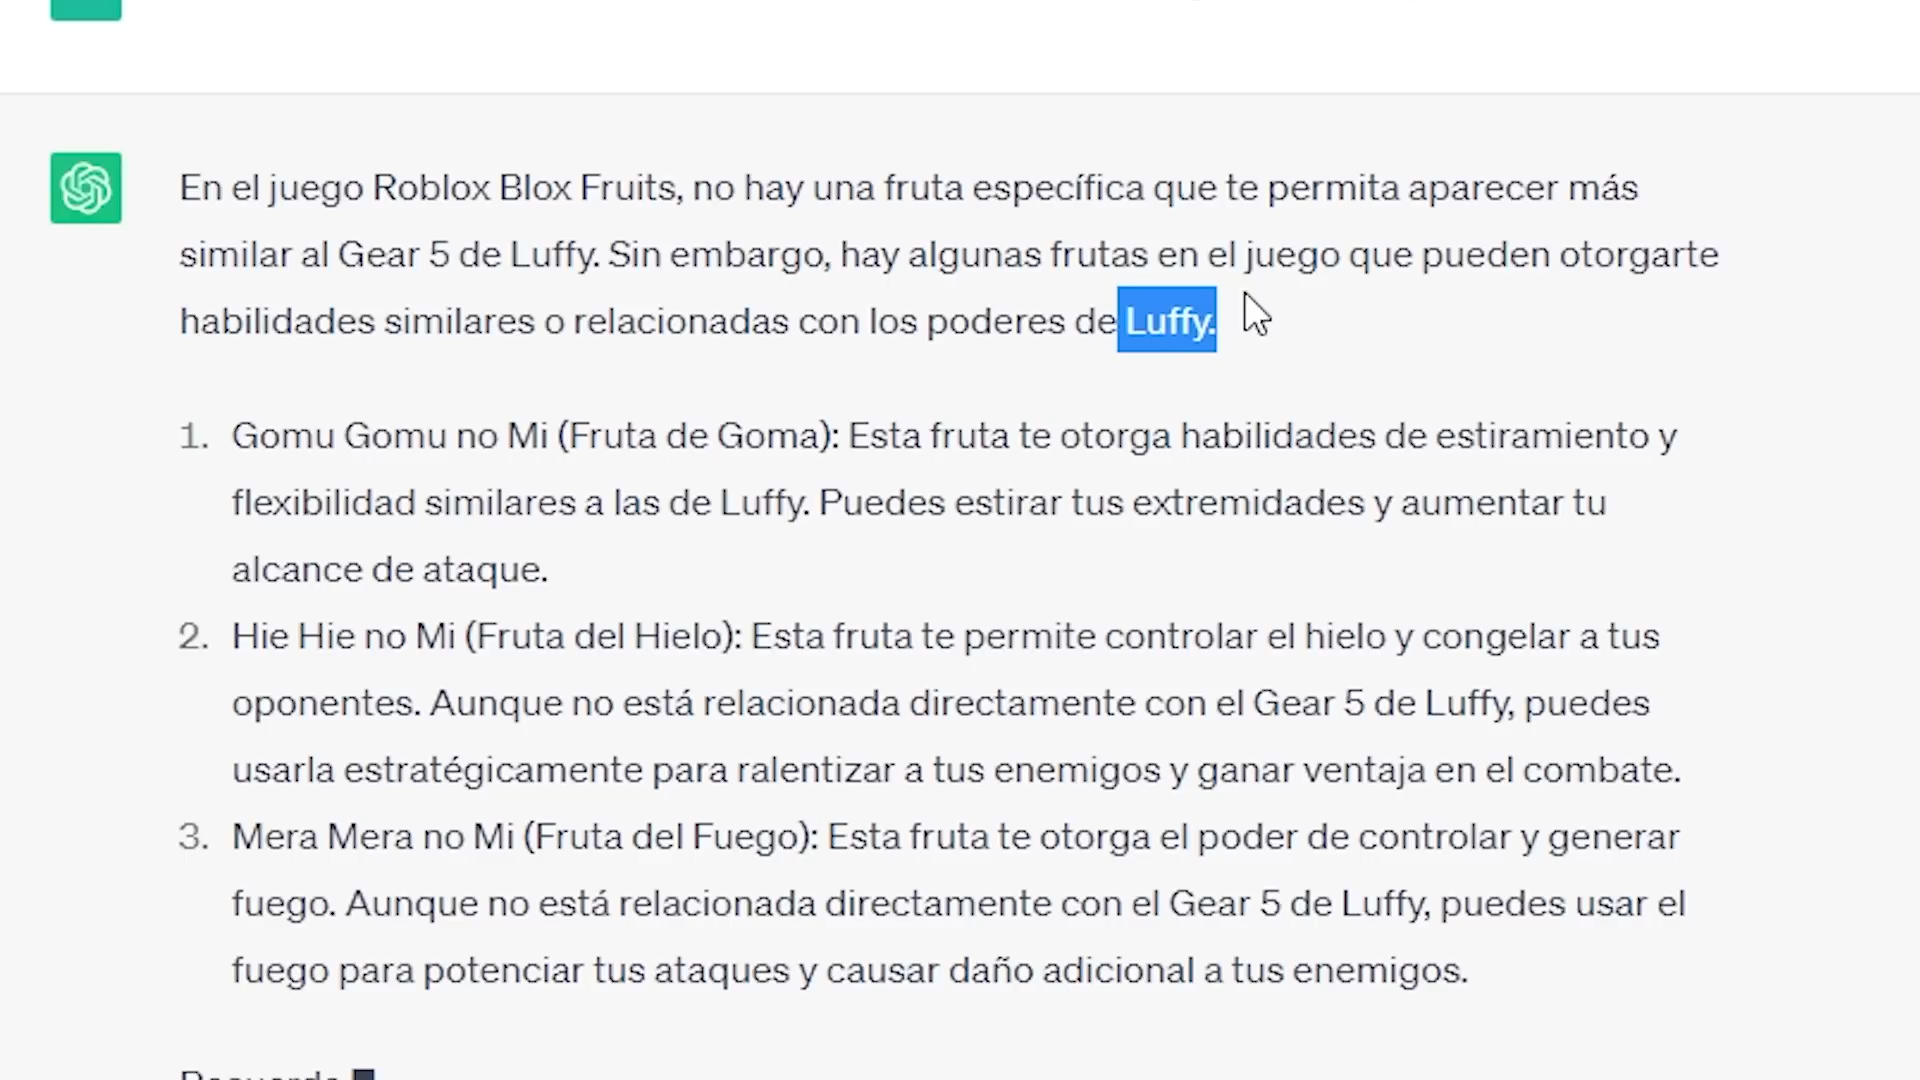 En el juego Roblox Blox Fruits, no hay una fruta específica que te permita aparecer más
similar al Gear 5 de Luffy. Sin embargo, hay algunas frutas en el juego que pueden otorgarte
habilidades similares o relacionadas con los poderes de Luffy.
1. Gomu Gomu no Mi (Fruta de Goma): Esta fruta te otorga habilidades de estiramiento y
flexibilidad similares a las de Luffy. Puedes estirar tus extremidades y aumentar tu
alcance de ataque.
2. Hie Hie no Mi (Fruta del Hielo): Esta fruta te permite controlar el hielo y congelar a tus
oponentes. Aunque no está relacionada directamente con el Gear 5 de Luffy, puedes
usarla estratégicamente para ralentizar a tus enemigos y ganar ventaja en el combate.
3. Mera Mera no Mi (Fruta del Fuego): Esta fruta te otorga el poder de controlar y generar
fuego. Aunque no está relacionada directamente con el Gear 5 de Luffy, puedes usar el
fuego para potenciar tus ataques y causar daño adicional a tus enemigos.
Recuerda